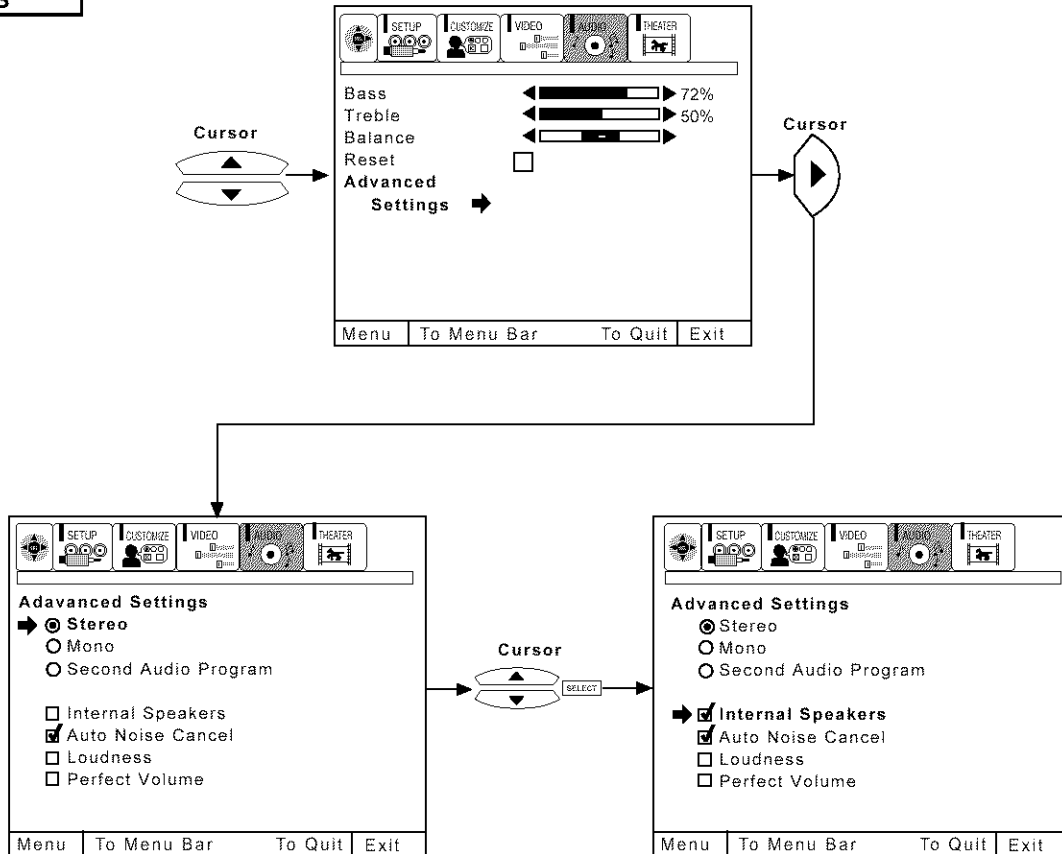 SETUP CUSTOMIZE VIDEO AUDIO THEATER
Bass 72%
Treble 50%
Balance
Reset
Advanced
Settings
Menu To Menu Bar To Quit Exit
Cursor
Cursor
SETUP CUSTOMIZE VIDEO AUDIO THEATER
Adavanced Settings
Stereo
Mono
Second Audio Program
Internal Speakers
Auto Noise Cancel
Loudness
Perfect Volume
Menu To Menu Bar To Quit Exit
Cursor
SELECT
SETUP CUSTOMIZE VIDEO AUDIO THEATER
Advanced Settings
Stereo
Mono
Second Audio Program
Internal Speakers
Auto Noise Cancel
Loudness
Perfect Volume
Menu To Menu Bar To Quit Exit